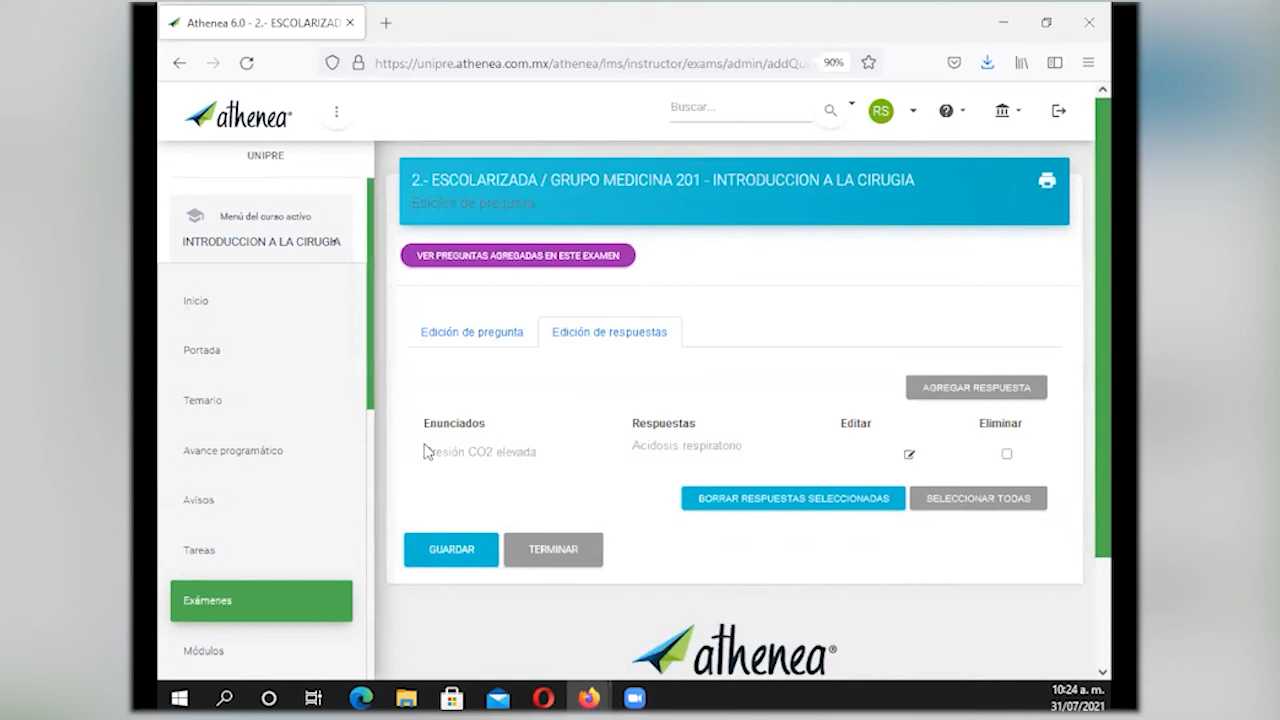 Athenea 6.0 - 2.- ESCOLARIZAD
https://unipre.athenea.com.mx/athenea/lms/instructor/exams/admin/addQu
90%
athenea®
Buscar...
RS
UNIPRE
2.- ESCOLARIZADA / GRUPO MEDICINA 201 - INTRODUCCION A LA CIRUGIA
Edición de pregunta
Menú del curso activo
INTRODUCCION A LA CIRUGIA
VER PREGUNTAS AGREGADAS EN ESTE EXAMEN
Inicio
Portada
Temario
Avance programático
Avisos
Tareas
Exámenes
Módulos
Edición de pregunta
Edición de respuestas
AGREGAR RESPUESTA
Enunciados Respuestas Editar Eliminar
Presión CO2 elevada Acidosis respiratorio
BORRAR RESPUESTAS SELECCIONADAS
SELECCIONAR TODAS
GUARDAR
TERMINAR
athenea®
10:24 a. m.
31/07/2021